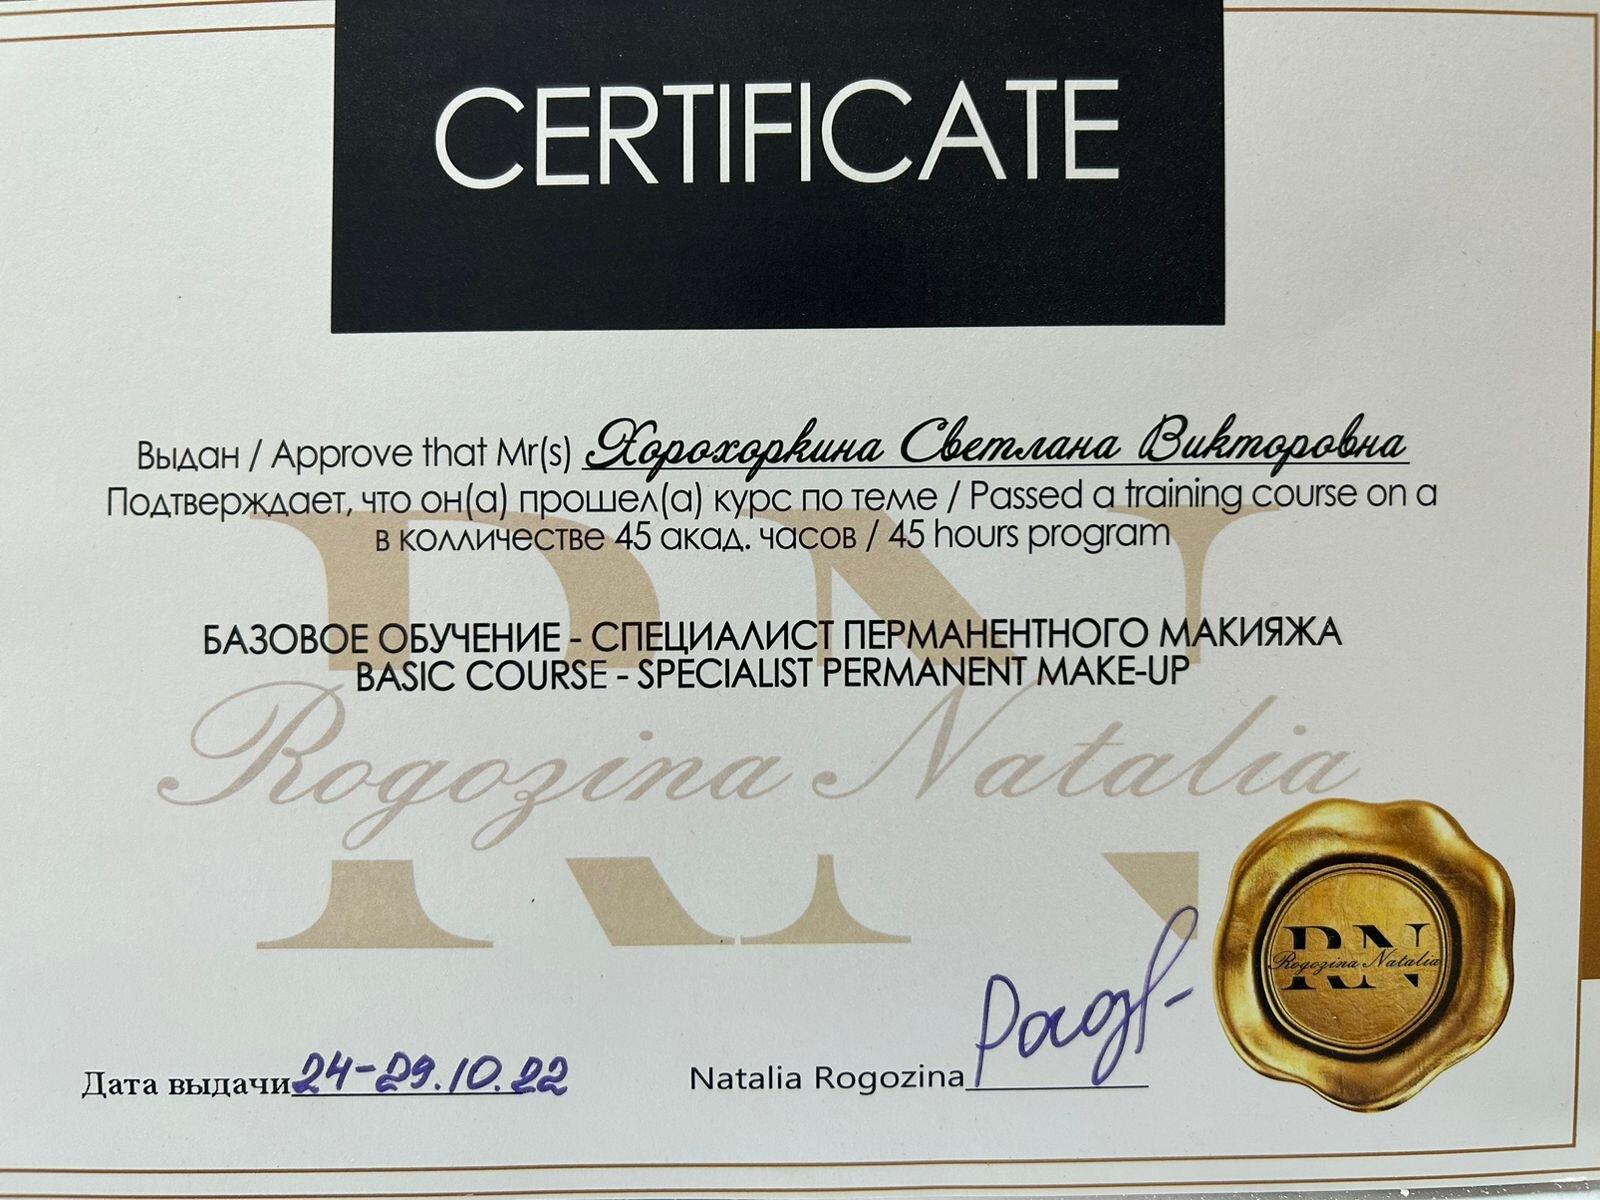 CERTIFICATE
Выдан / Approve that Mr(s) Хорохоркина Светлана Викторовна
Подтверждает, что он(а) прошел(а) курс по теме / Passed a training course on a
в колличестве 45 акад. часов / 45 hours program
RN
БАЗОВОЕ ОБУЧЕНИЕ - СПЕЦИАЛИСТ ПЕРМАНЕНТНОГО МАКИЯЖА
BASIC COURSE - SPECIALIST PERMANENT MAKE-UP
Rogozina Natalia
RN
Rogozina Natalia
Дата выдачи 24-29.10.22
Natalia Rogozina